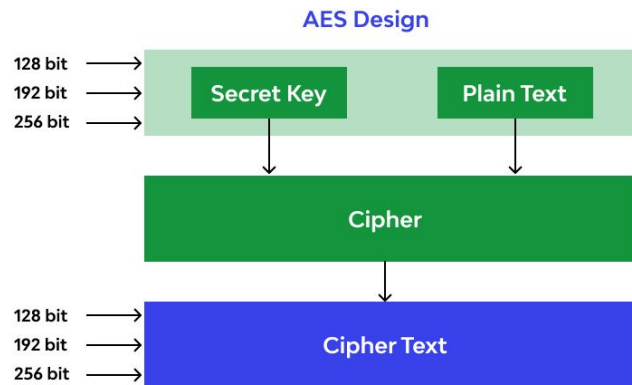 AES Design
128 bit
192 bit
256 bit
Secret Key
Plain Text
Cipher
128 bit
192 bit
256 bit
Cipher Text